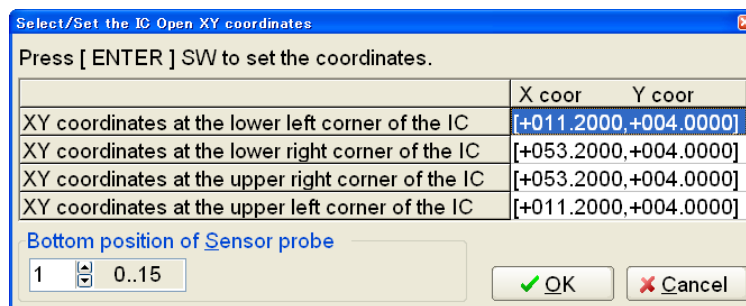 Select/Set the IC Open XY coordinates
Press [ ENTER ] SW to set the coordinates.
X coor Y coor
XY coordinates at the lower left corner of the IC [+011.2000,+004.0000]
XY coordinates at the lower right corner of the IC [+053.2000,+004.0000]
XY coordinates at the upper right corner of the IC [+053.2000,+004.0000]
XY coordinates at the upper left corner of the IC [+011.2000,+004.0000]
Bottom position of Sensor probe
1 0..15
OK Cancel